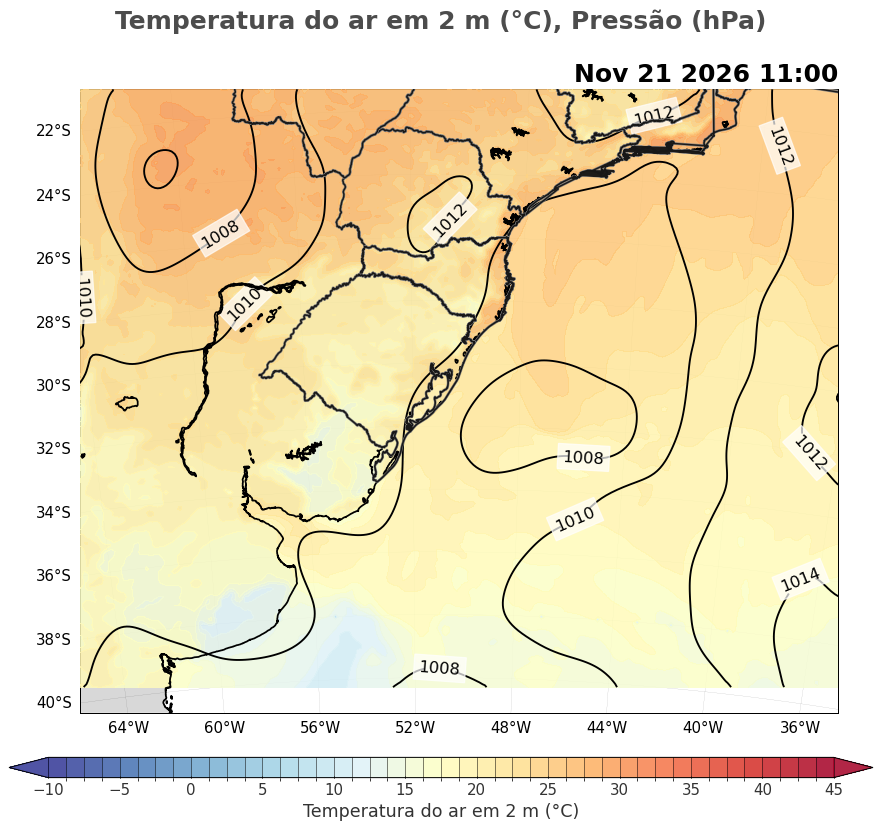 Temperatura do ar em 2 m (°C), Pressão (hPa)
Nov 21 2026 11:00
22°S
24°S
26°S
28°S
30°S
32°S
34°S
36°S
38°S
40°S
1012
1012
1012
1008
1010
1010
1008
1012
1010
1014
1008
64°W 60°W 56°W 52°W 48°W 44°W 40°W 36°W
−10 −5 0 5 10 15 20 25 30 35 40 45
Temperatura do ar em 2 m (°C)